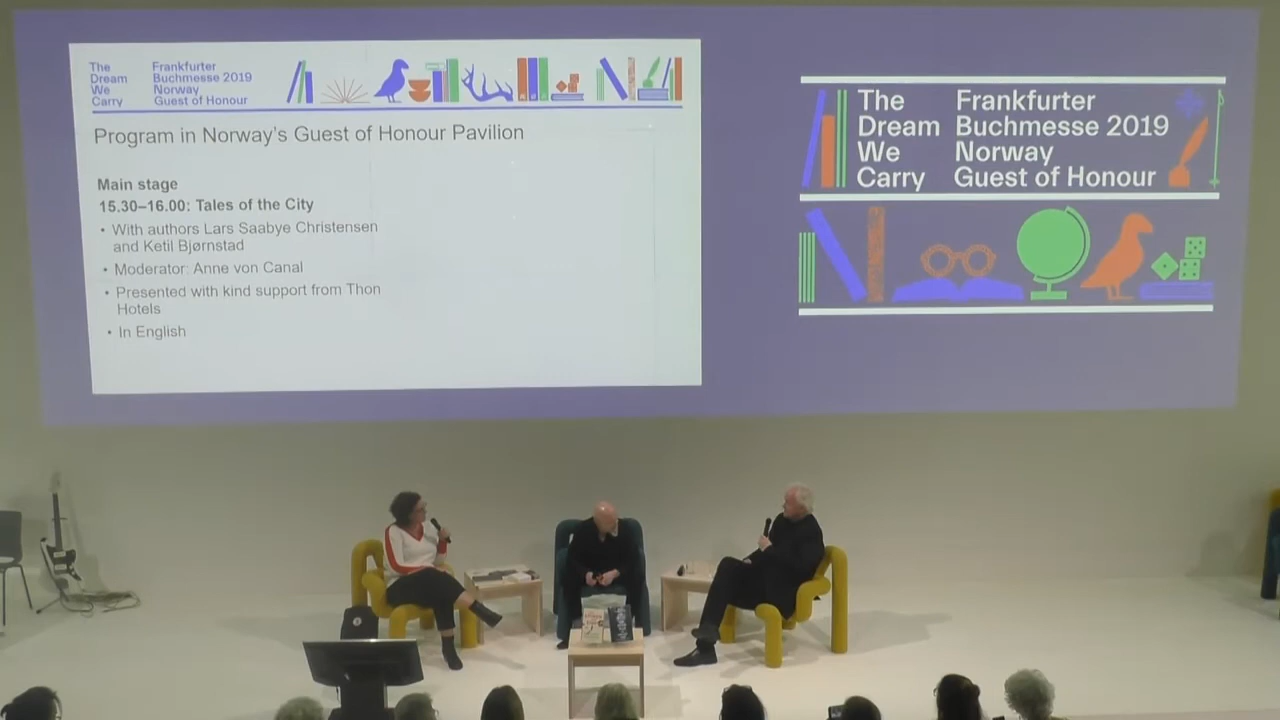 The
Dream
We
Carry
Frankfurter
Buchmesse 2019
Norway
Guest of Honour
Program in Norway's Guest of Honour Pavilion
Main stage
15.30–16.00: Tales of the City
• With authors Lars Saabye Christensen
and Ketil Bjørnstad
• Moderator: Anne von Canal
• Presented with kind support from Thon
Hotels
• In English
The
Dream
We
Carry
Frankfurter
Buchmesse 2019
Norway
Guest of Honour